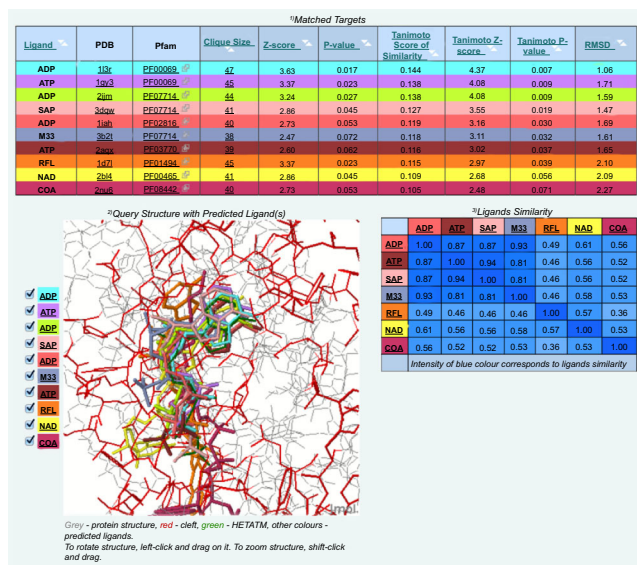 1)Matched Targets
Ligand PDB Pfam Clique Size Z-score P-value Tanimoto Score of Similarity Tanimoto Z-score Tanimoto P-value RMSD
ADP 1l3r PF00069 47 3.63 0.017 0.144 4.37 0.007 1.06
ATP 1gy3 PF00069 45 3.37 0.023 0.138 4.08 0.009 1.71
ADP 2jjm PF07714 44 3.24 0.027 0.138 4.08 0.009 1.59
SAP 3dqw PF07714 41 2.86 0.045 0.127 3.55 0.019 1.47
ADP 1jah PF02816 40 2.73 0.053 0.119 3.16 0.030 1.69
M33 3b2t PF07714 38 2.47 0.072 0.118 3.11 0.032 1.61
ATP 2aqx PF03770 39 2.60 0.062 0.116 3.02 0.037 1.65
RFL 1d7l PF01494 45 3.37 0.023 0.115 2.97 0.039 2.10
NAD 2bl4 PF00465 41 2.86 0.045 0.109 2.68 0.056 2.09
COA 2nu6 PF08442 40 2.73 0.053 0.105 2.48 0.071 2.27
2)Query Structure with Predicted Ligand(s)
ADP
ATP
ADP
SAP
ADP
M33
ATP
RFL
NAD
COA
Jmol
Grey - protein structure, red - cleft, green - HETATM, other colours -
predicted ligands.
To rotate structure, left-click and drag on it. To zoom structure, shift-click
and drag.
3)Ligands Similarity
ADP ATP SAP M33 RFL NAD COA
ADP 1.00 0.87 0.87 0.93 0.49 0.61 0.56
ATP 0.87 1.00 0.94 0.81 0.46 0.56 0.52
SAP 0.87 0.94 1.00 0.81 0.46 0.56 0.52
M33 0.93 0.81 0.81 1.00 0.46 0.58 0.53
RFL 0.49 0.46 0.46 0.46 1.00 0.57 0.36
NAD 0.61 0.56 0.56 0.58 0.57 1.00 0.53
COA 0.56 0.52 0.52 0.53 0.36 0.53 1.00
Intensity of blue colour corresponds to ligands similarity